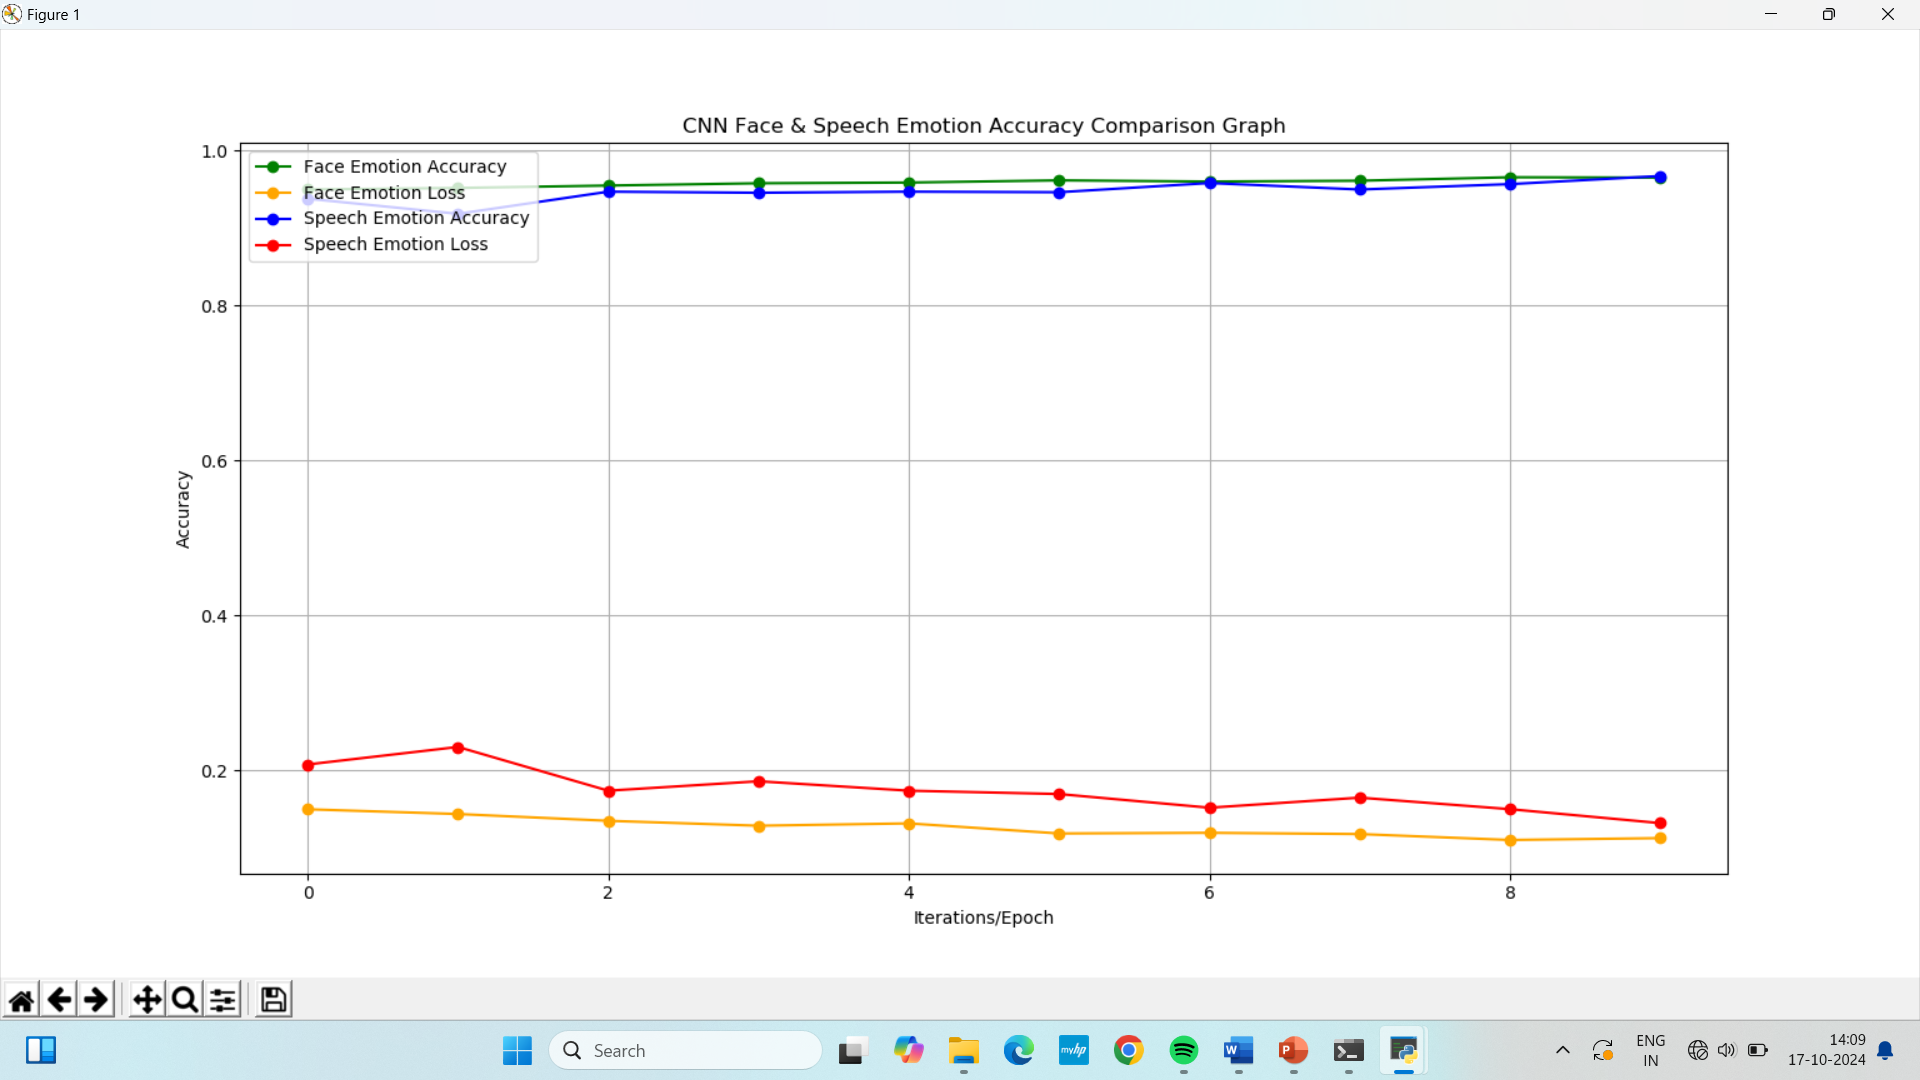 Figure 1
CNN Face & Speech Emotion Accuracy Comparison Graph
Face Emotion Accuracy
Face Emotion Loss
Speech Emotion Accuracy
Speech Emotion Loss
1.0
0.8
0.6
0.4
0.2
Accuracy
0 2 4 6 8
Iterations/Epoch
Search
myhp
W
P
ENG
IN
14:09
17-10-2024